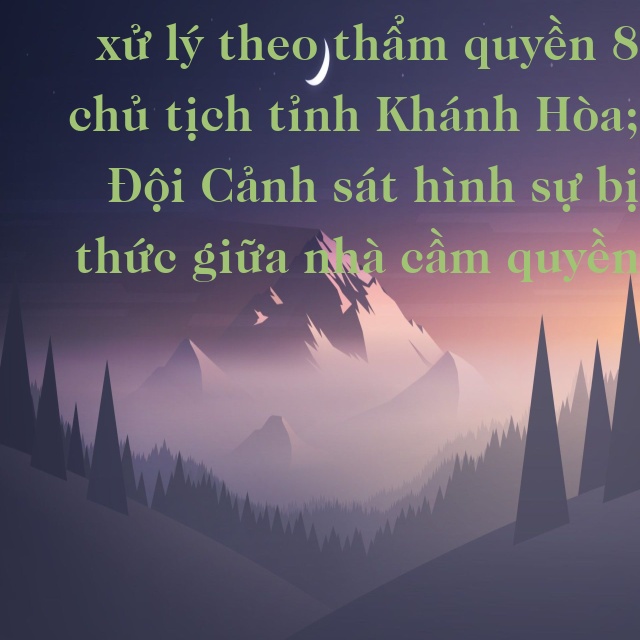 xử lý theo thẩm quyền 8
chủ tịch tỉnh Khánh Hòa;
Đội Cảnh sát hình sự bị
thức giữa nhà cầm quyền